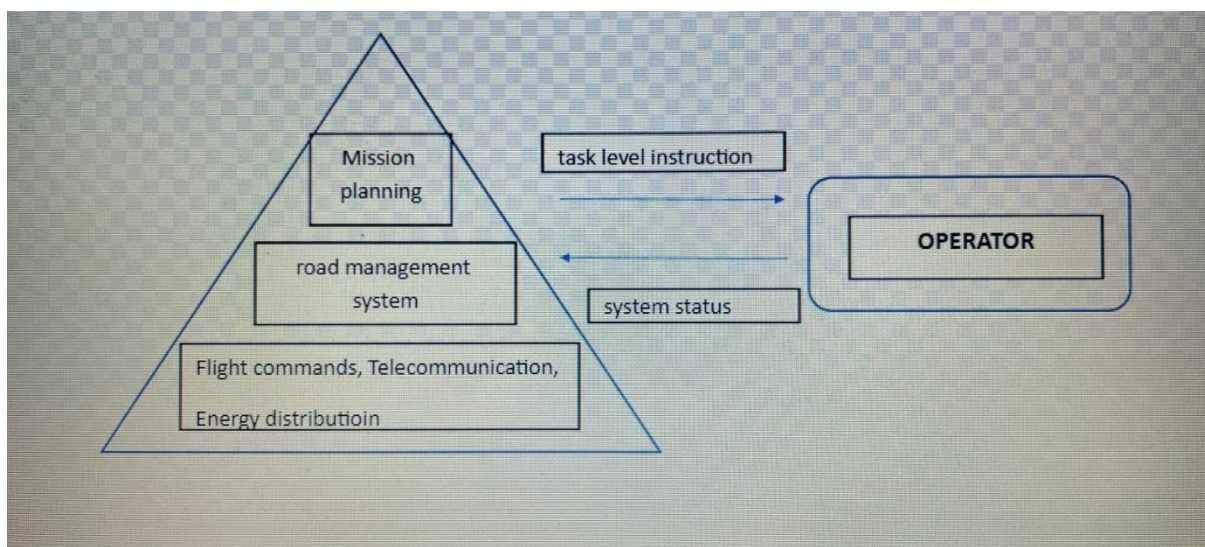 Mission
planning
task level instruction
OPERATOR
road management
system
system status
Flight commands, Telecommunication,
Energy distributioin